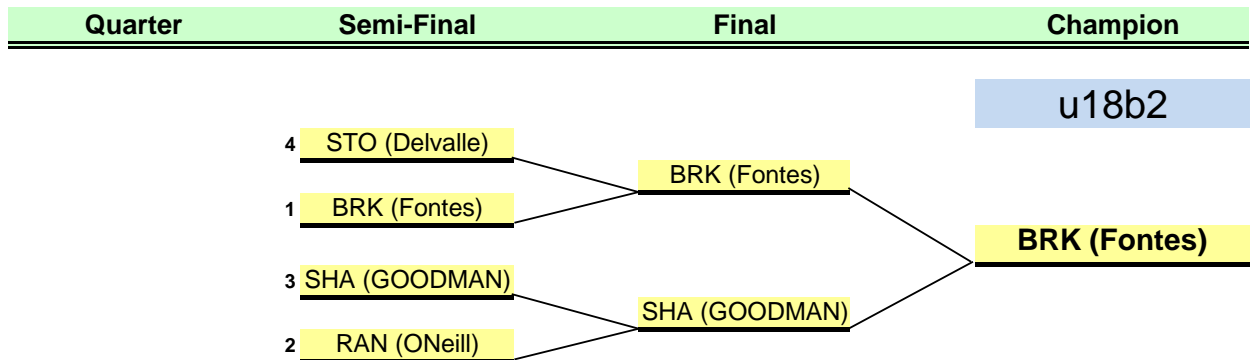 Quarter Semi-Final Final Champion
u18b2
4 STO (Delvalle)
BRK (Fontes)
1 BRK (Fontes)
BRK (Fontes)
3 SHA (GOODMAN)
SHA (GOODMAN)
2 RAN (ONeill)